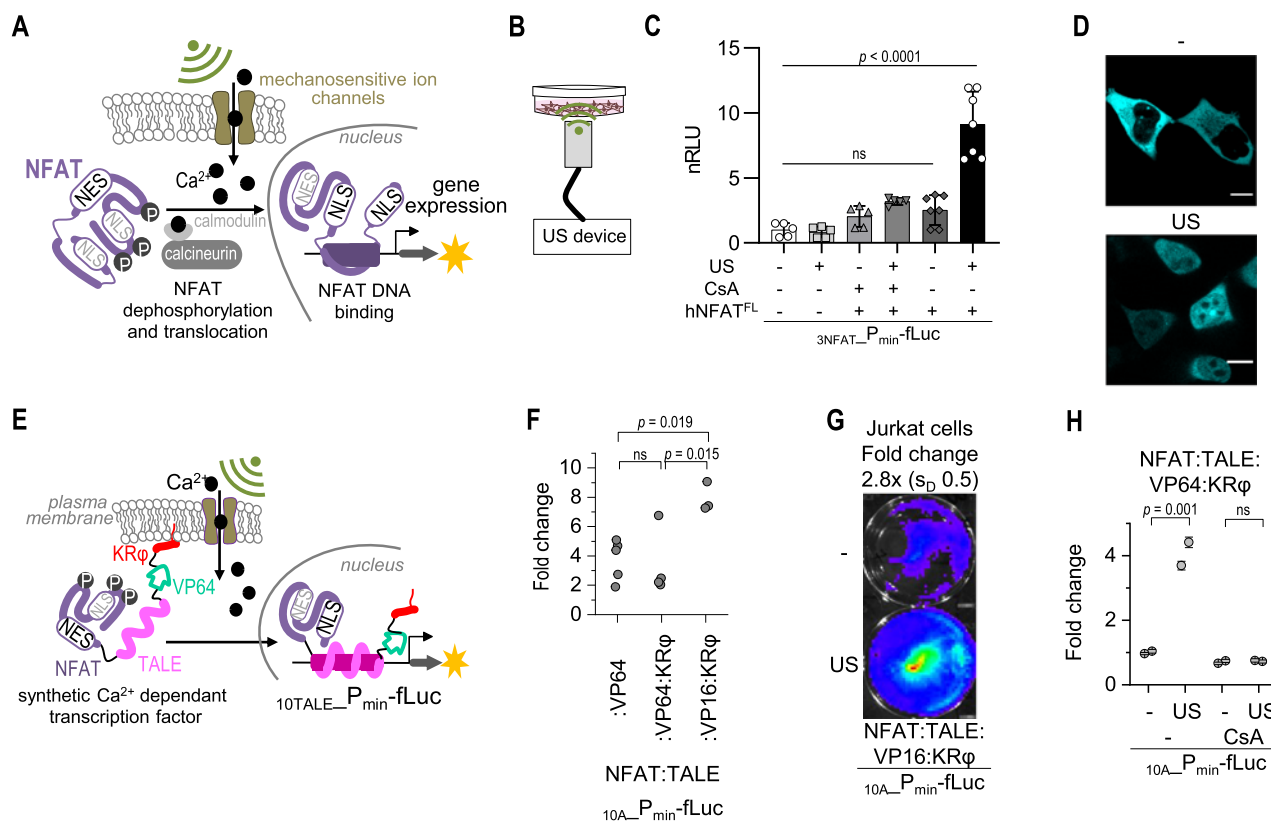 A
mechanosensitive ion
channels
nucleus
NFAT
NES
NLS
NLS
P
P
P
Ca²⁺
calmodulin
calcineurin
NES
NLS
NLS
gene
expression
NFAT
dephosphorylation
and translocation
NFAT DNA
binding
B
US device
C
nRLU
15
10
5
0
p < 0.0001
ns
US - + - + - +
CsA - - + + - -
hNFATᶠᴸ - - + + + +
₃NFAT_Pmin-fLuc
D
-
US
E
Ca²⁺
plasma
membrane
KRφ
VP64
P
P
P
NLS
NES
NFAT
TALE
nucleus
NES
NLS
synthetic Ca²⁺ dependant
transcription factor
₁₀TALE_Pmin-fLuc
F
p = 0.019
ns
p = 0.015
Fold change
10
8
6
4
2
0
:VP64
:VP64:KRφ
:VP16:KRφ
NFAT:TALE
₁₀A_Pmin-fLuc
G
Jurkat cells
Fold change
2.8x (sD 0.5)
-
US
NFAT:TALE:
VP16:KRφ
₁₀A_Pmin-fLuc
H
NFAT:TALE:
VP64:KRφ
p = 0.001
ns
Fold change
4
2
0
- US - US
- CsA
₁₀A_Pmin-fLuc